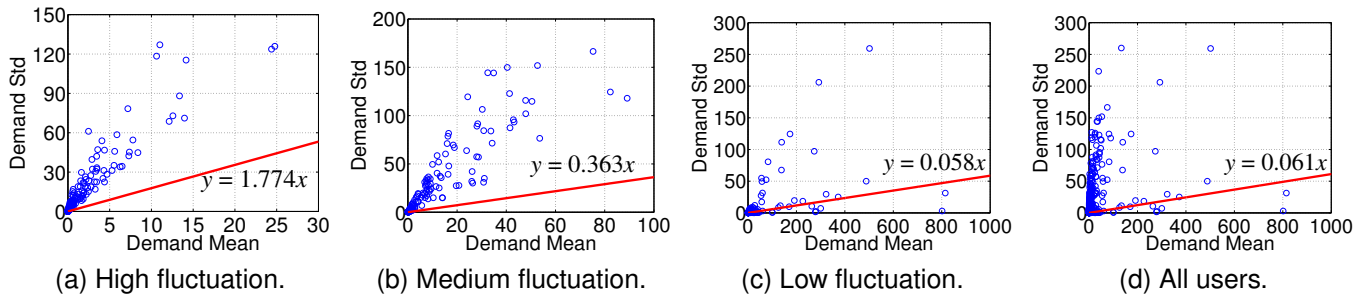 150
120
90
60
30
0
0 5 10 15 20 25 30
Demand Std
Demand Mean
y = 1.774x
(a) High fluctuation.
200
150
100
50
0
0 20 40 60 80 100
Demand Std
Demand Mean
y = 0.363x
(b) Medium fluctuation.
300
250
200
150
100
50
0
0 200 400 600 800 1000
Demand Std
Demand Mean
y = 0.058x
(c) Low fluctuation.
300
250
200
150
100
50
0
0 200 400 600 800 1000
Demand Std
Demand Mean
y = 0.061x
(d) All users.